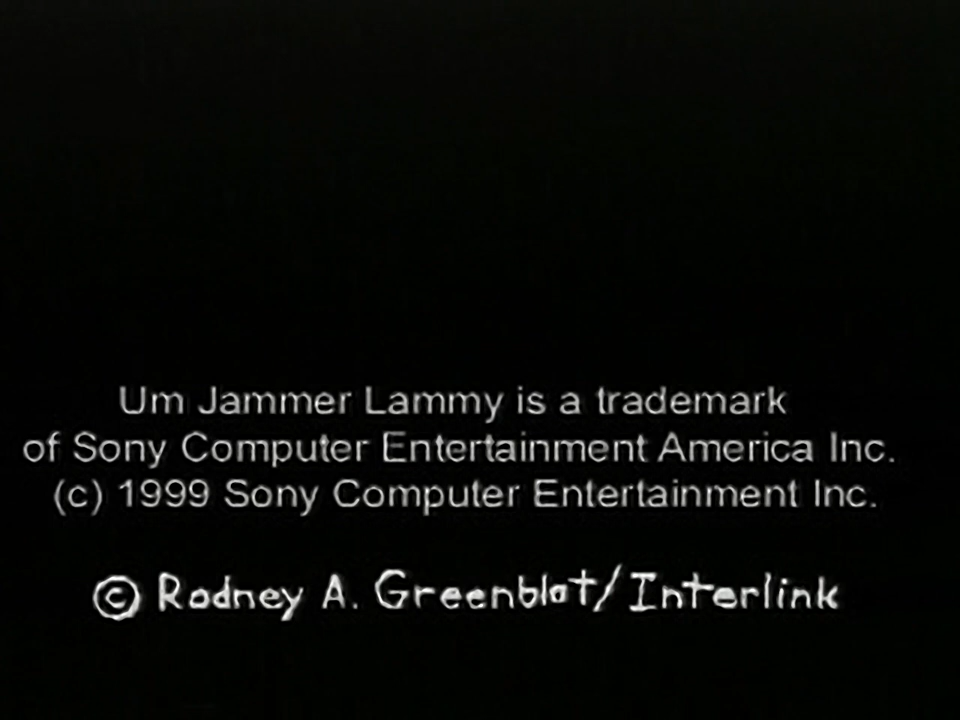 Um Jammer Lammy is a trademark
of Sony Computer Entertainment America Inc.
(c) 1999 Sony Computer Entertainment Inc.
© Rodney A. Greenblat/Interlink